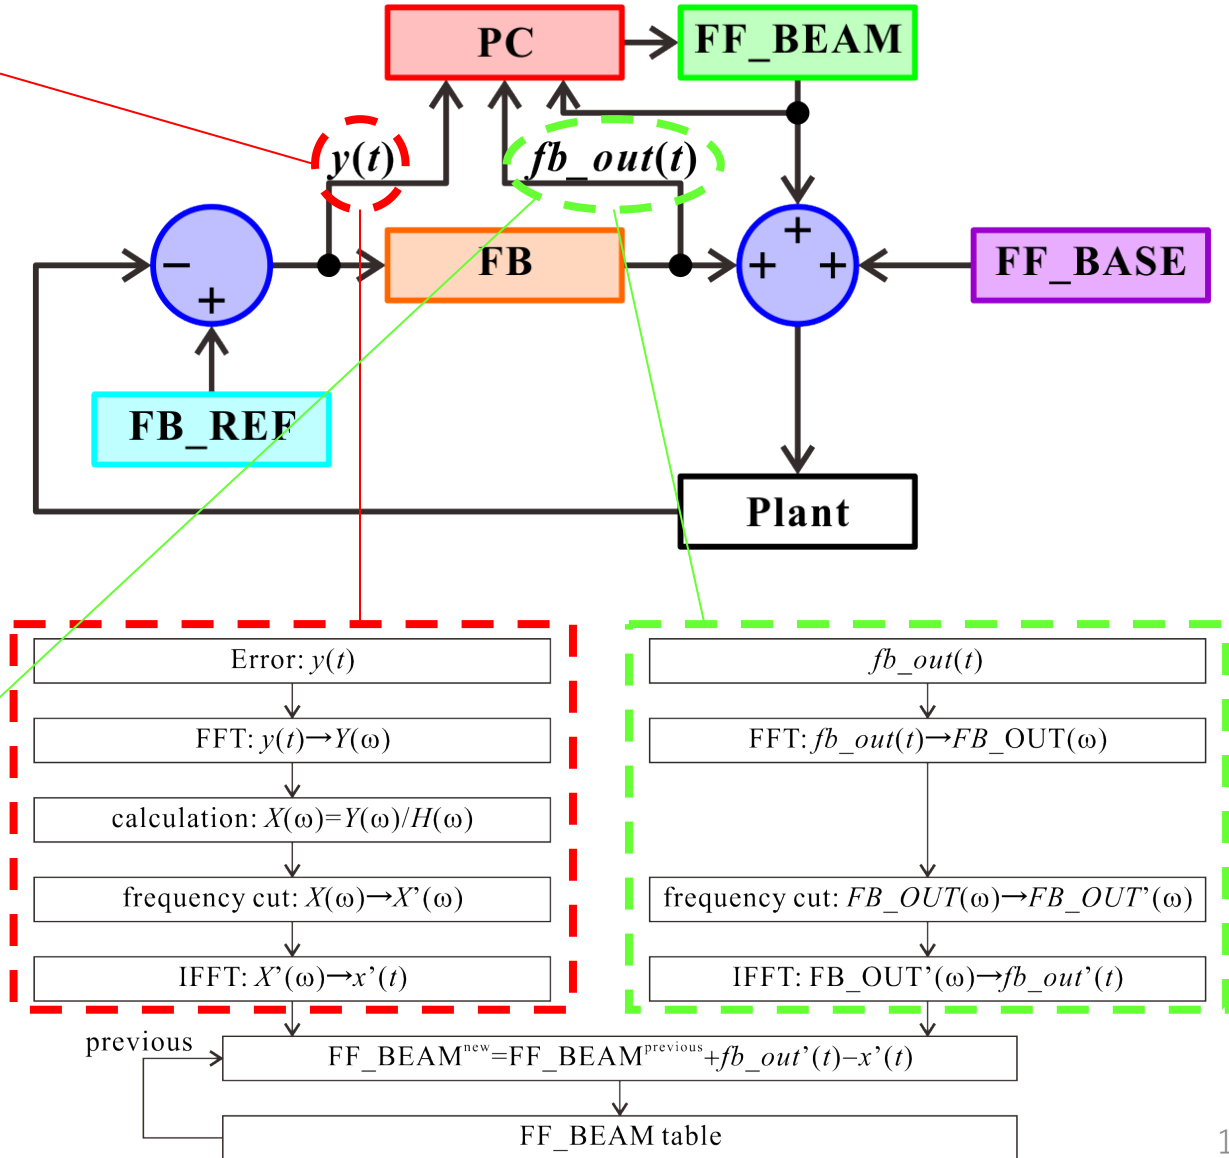 PC
FF_BEAM
y(t)
fb_out(t)
−
+
FB
+
+ +
FF_BASE
FB_REF
Plant
Error: y(t)
FFT: y(t)→Y(ω)
calculation: X(ω)=Y(ω)/H(ω)
frequency cut: X(ω)→X’(ω)
IFFT: X’(ω)→x’(t)
fb_out(t)
FFT: fb_out(t)→FB_OUT(ω)
frequency cut: FB_OUT(ω)→FB_OUT’(ω)
IFFT: FB_OUT’(ω)→fb_out’(t)
previous
FF_BEAMⁿᵉʷ=FF_BEAMᵖʳᵉᵛⁱᵒᵘˢ+fb_out’(t)–x’(t)
FF_BEAM table
1